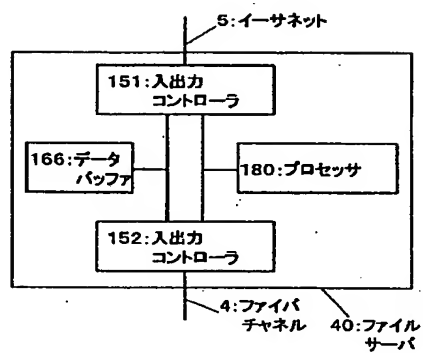 5:イーサネット
151:入出力
コントローラ
166:データ
バッファ
180:プロセッサ
152:入出力
コントローラ
4:ファイバ
チャネル
40:ファイル
サーバ